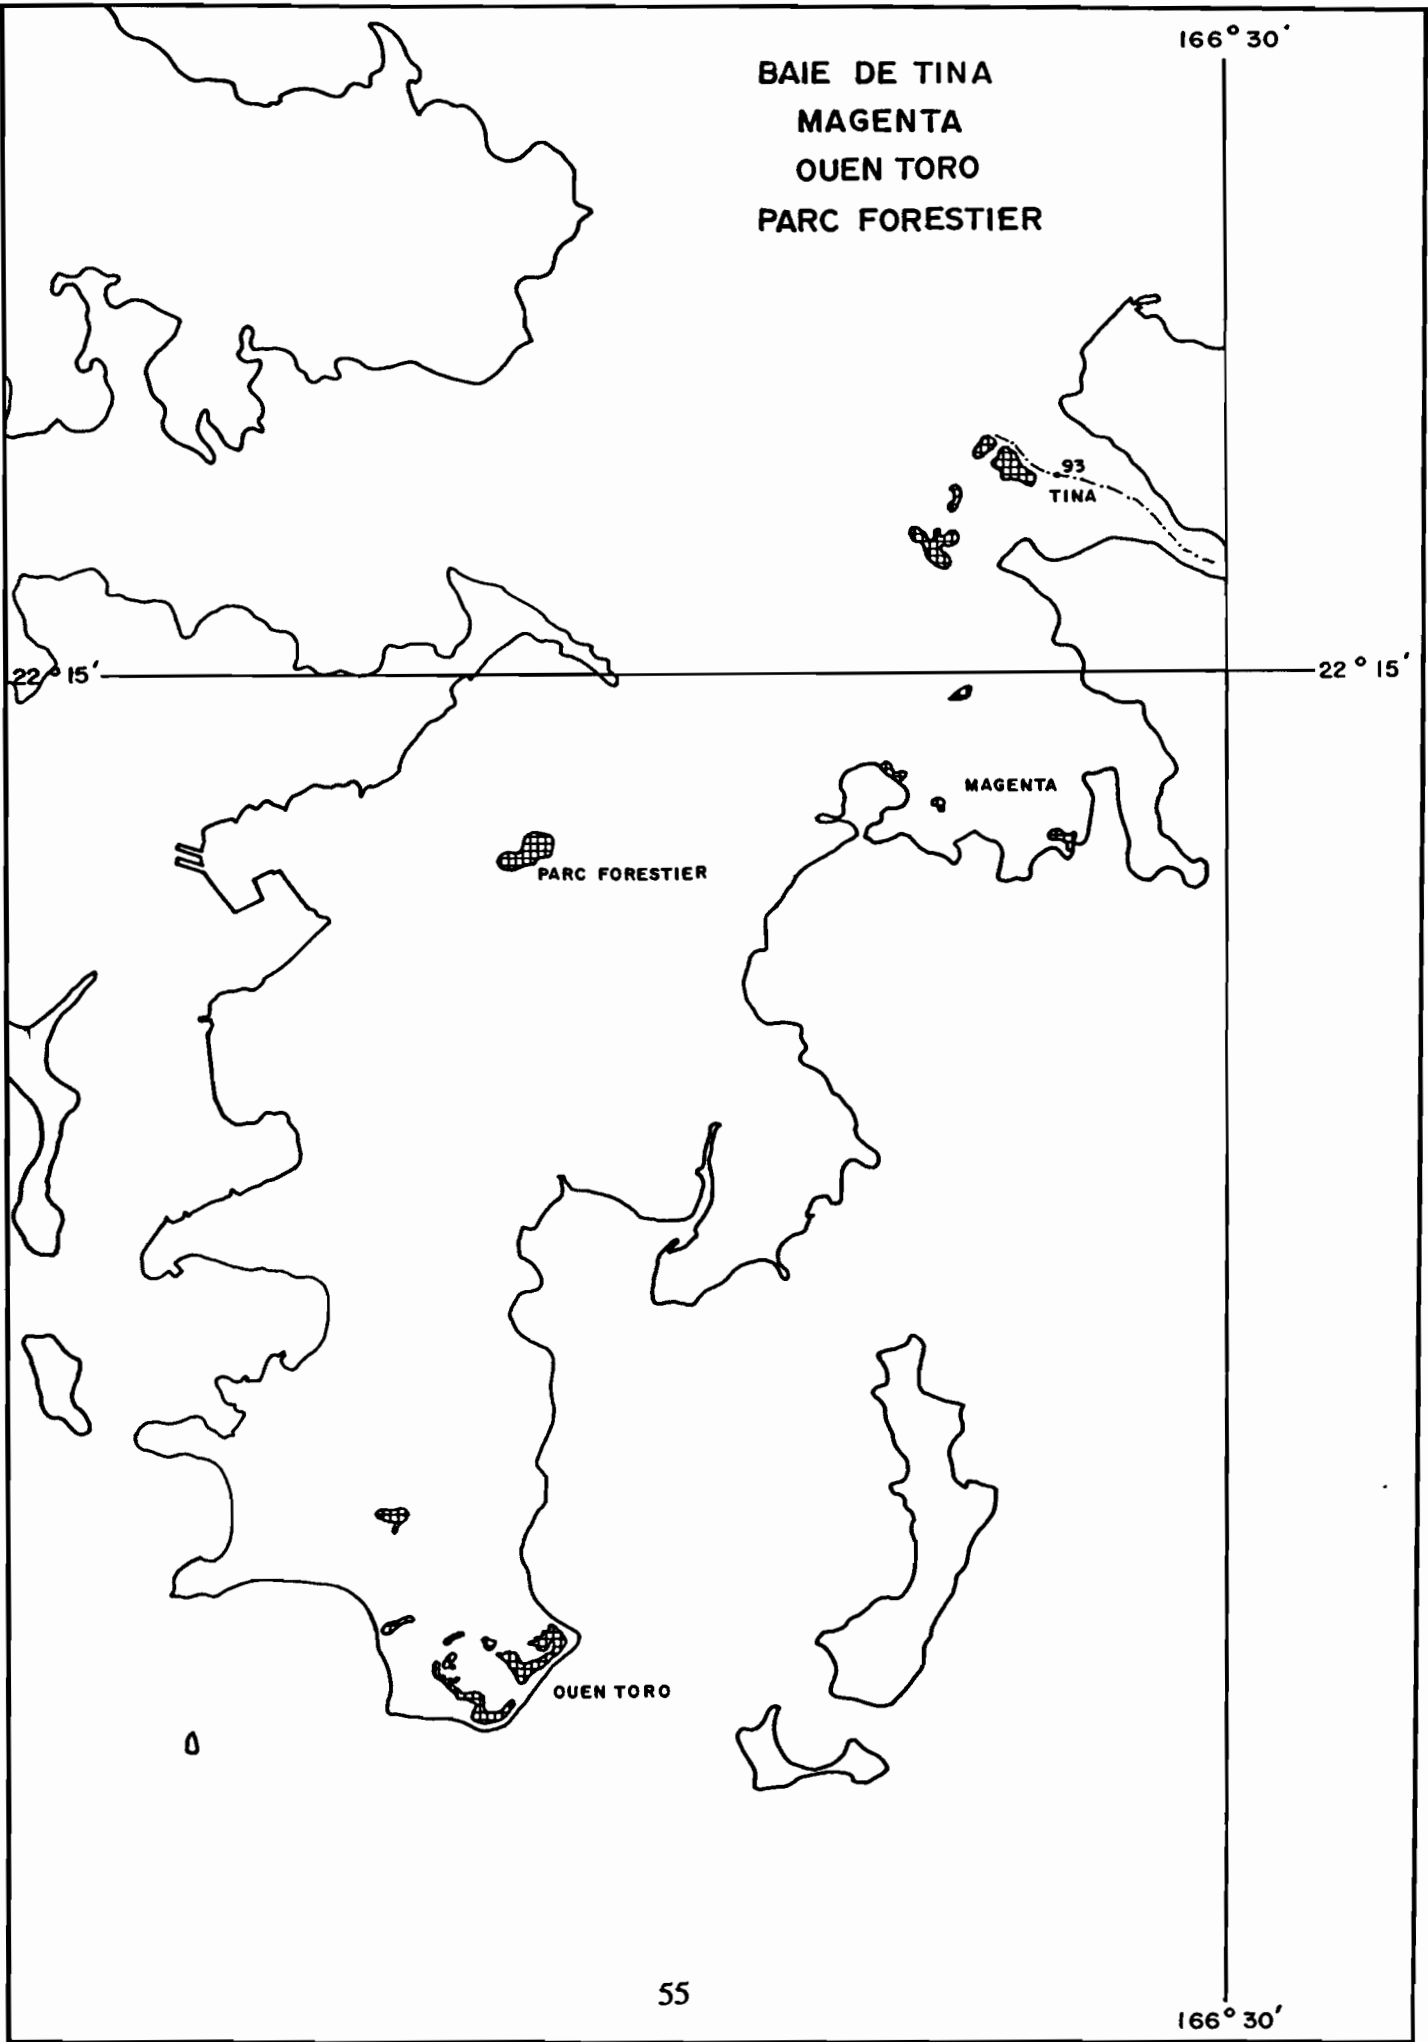 166° 30'
BAIE DE TINA
MAGENTA
OUEN TORO
PARC FORESTIER
93
TINA
22° 15'
22° 15'
MAGENTA
PARC FORESTIER
OUEN TORO
55
166° 30'